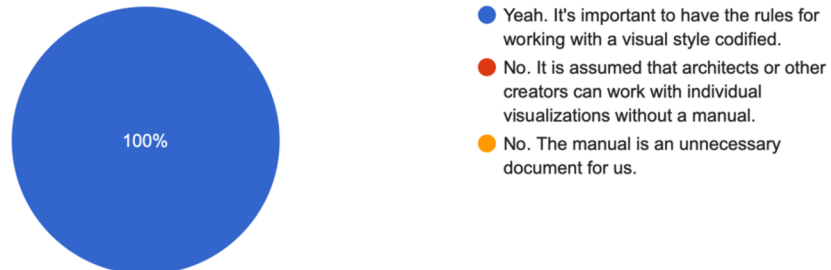 100%
Yeah. It's important to have the rules for
working with a visual style codified.
No. It is assumed that architects or other
creators can work with individual
visualizations without a manual.
No. The manual is an unnecessary
document for us.